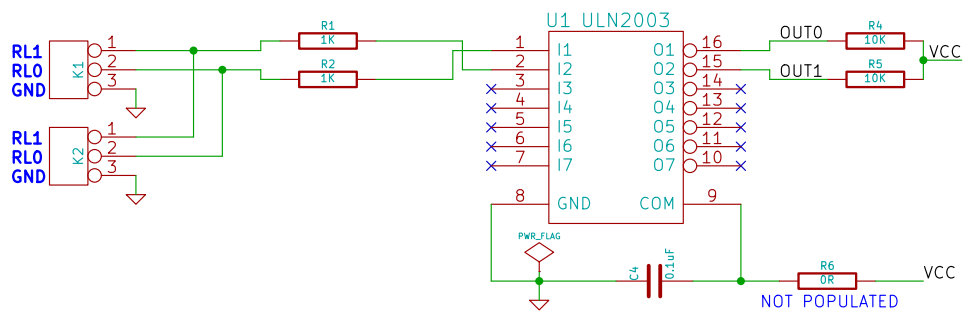 U1 ULN2003
RL1
RL0
GND
K1
1
2
3
R1
1K
R2
1K
1
2
3
4
5
6
7
8
I1
I2
I3
I4
I5
I6
I7
GND
O1
O2
O3
O4
O5
O6
O7
COM
16
15
14
13
12
11
10
9
OUT0
OUT1
R4
10K
R5
10K
VCC
RL1
RL0
GND
K2
1
2
3
PWR_FLAG
C4
0.1uF
R6
0R
VCC
NOT POPULATED